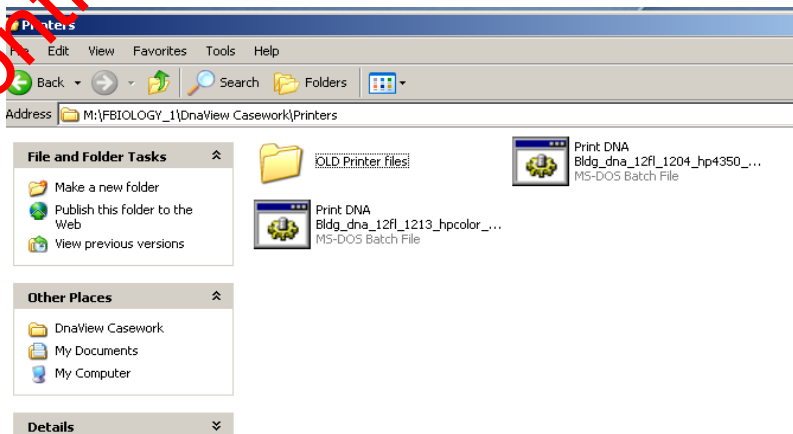 Printers
File Edit View Favorites Tools Help
Back Search Folders
Address M:\FBIOLOGY_1\DnaView Casework\Printers
File and Folder Tasks
Make a new folder
Publish this folder to the
Web
View previous versions
Other Places
DnaView Casework
My Documents
My Computer
Details
OLD Printer files
Print DNA
Bldg_dna_12fl_1204_hp4350_...
MS-DOS Batch File
Print DNA
Bldg_dna_12fl_1213_hpcolor_...
MS-DOS Batch File